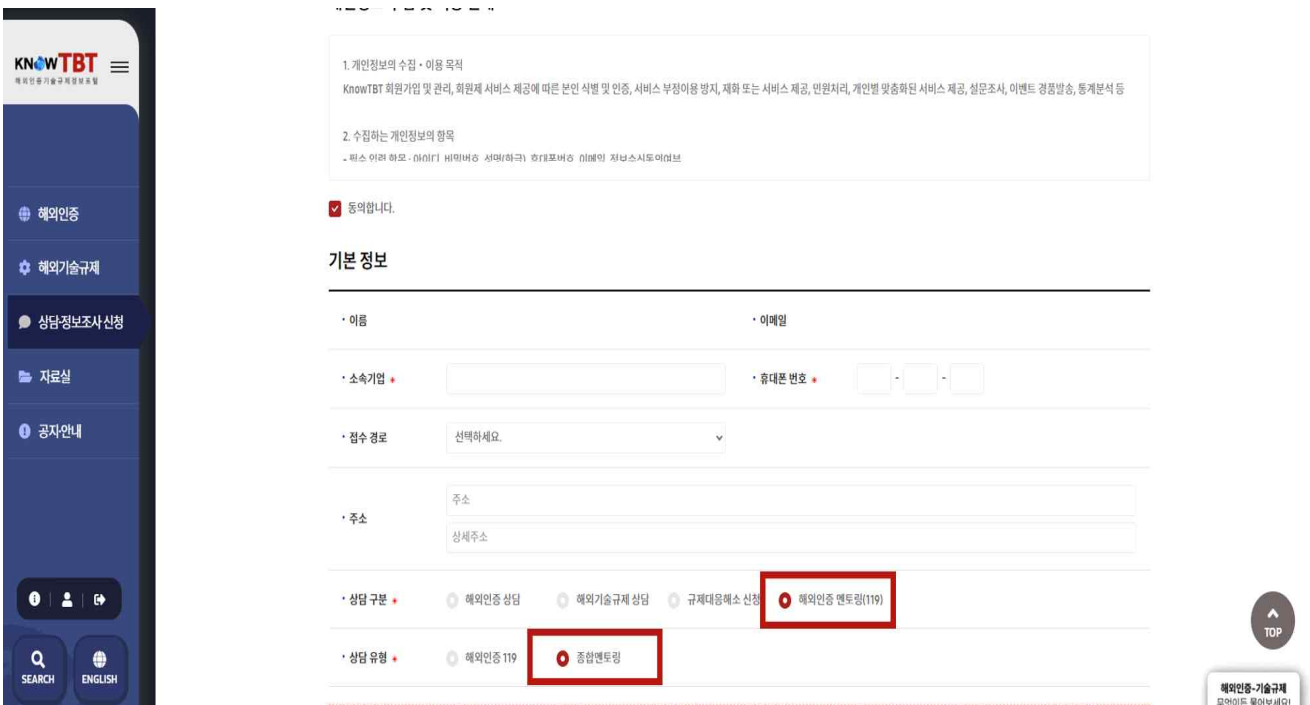 KNOWTBT
해외인증기술규제정보포털
해외인증
해외기술규제
상담·정보조사 신청
자료실
공지·안내
SEARCH
ENGLISH
1. 개인정보의 수집・이용 목적
KnowTBT 회원가입 및 관리, 회원제 서비스 제공에 따른 본인 식별 및 인증, 서비스 부정이용 방지, 재화 또는 서비스 제공, 민원처리, 개인별 맞춤화된 서비스 제공, 설문조사, 이벤트 경품발송, 통계분석 등
2. 수집하는 개인정보의 항목
동의합니다.
기본 정보
이름
이메일
소속기업 *
휴대폰 번호 * - -
접수 경로 선택하세요.
주소 주소
상세주소
상담 구분 * 해외인증 상담 해외기술규제 상담 규제대응해소 신청 해외인증 멘토링(119)
상담 유형 * 해외인증 119 종합멘토링
TOP
해외인증-기술규제
무엇이든 물어보세요!